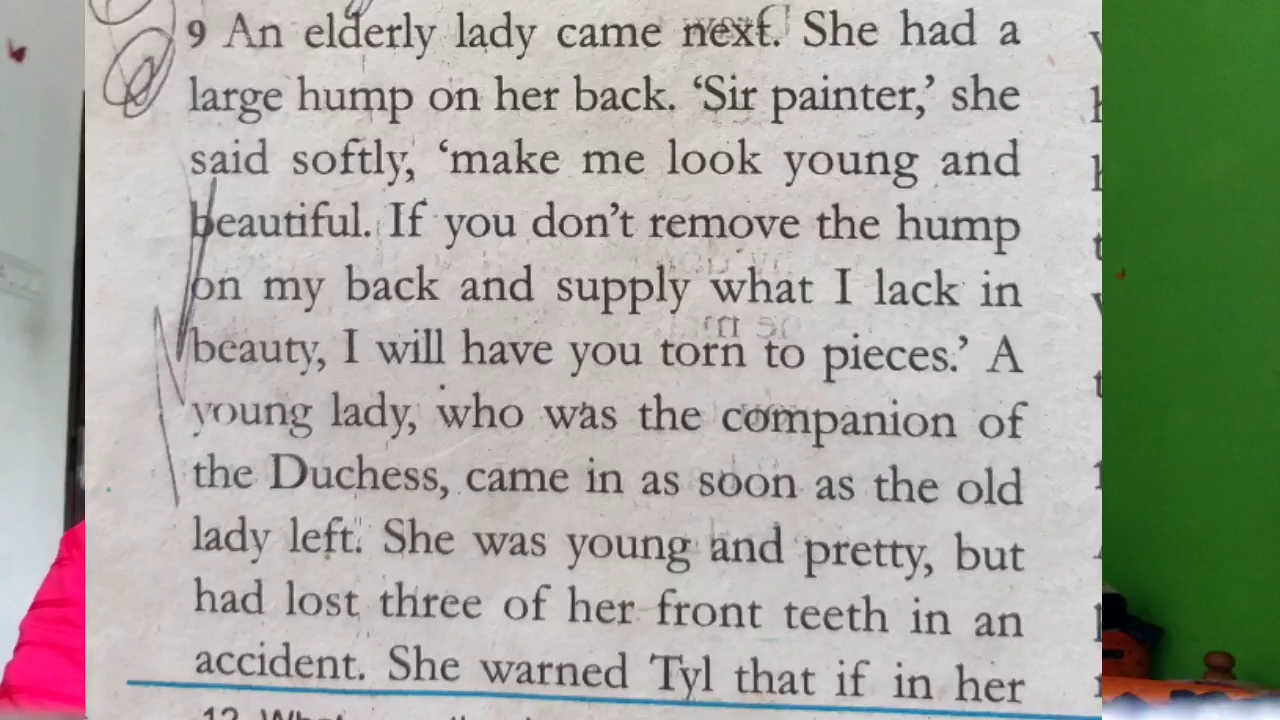 9 An elderly lady came next. She had a
large hump on her back. ‘Sir painter,’ she
said softly, ‘make me look young and
beautiful. If you don’t remove the hump
on my back and supply what I lack in
beauty, I will have you torn to pieces.’ A
young lady, who was the companion of
the Duchess, came in as soon as the old
lady left. She was young and pretty, but
had lost three of her front teeth in an
accident. She warned Tyl that if in her